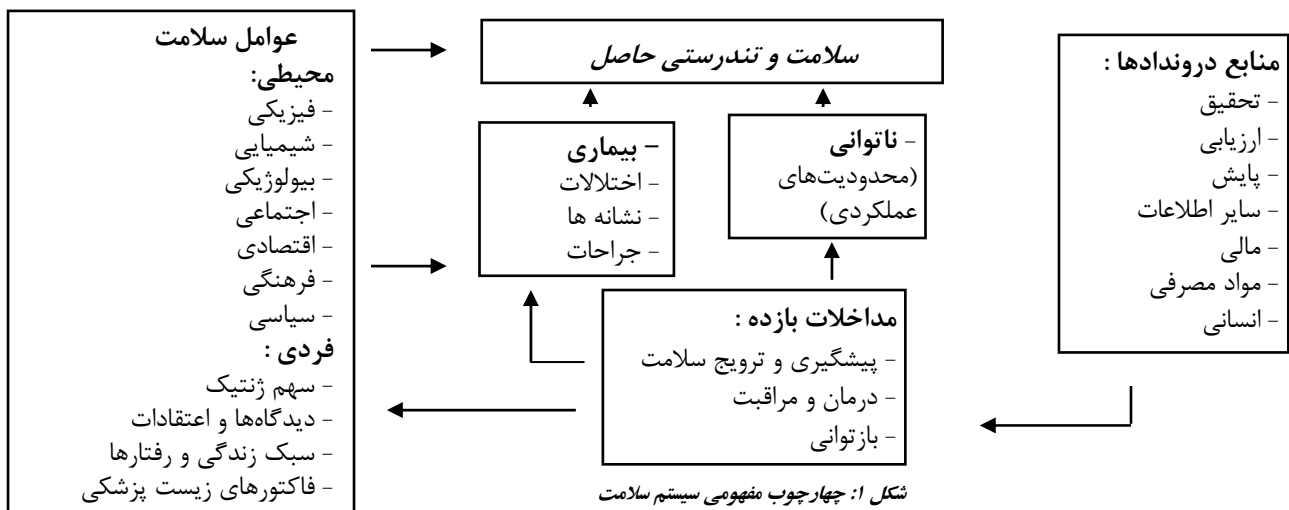 عوامل سلامت
محیطی:
- فیزیکی
- شیمیایی
- بیولوژیکی
- اجتماعی
- اقتصادی
- فرهنگی
- سیاسی
فردی :
- سهم ژنتیک
- دیدگاه‌ها و اعتقادات
- سبک زندگی و رفتارها
- فاکتورهای زیست پزشکی
سلامت و تندرستی حاصل
- بیماری
- اختلالات
- نشانه ها
- جراحات
- ناتوانی
(محدودیت‌های
عملکردی)
مداخلات بازده :
- پیشگیری و ترویج سلامت
- درمان و مراقبت
- بازتوانی
منابع دروندادها :
- تحقیق
- ارزیابی
- پایش
- سایر اطلاعات
- مالی
- مواد مصرفی
- انسانی
شکل ۱: چهارچوب مفهومی سیستم سلامت